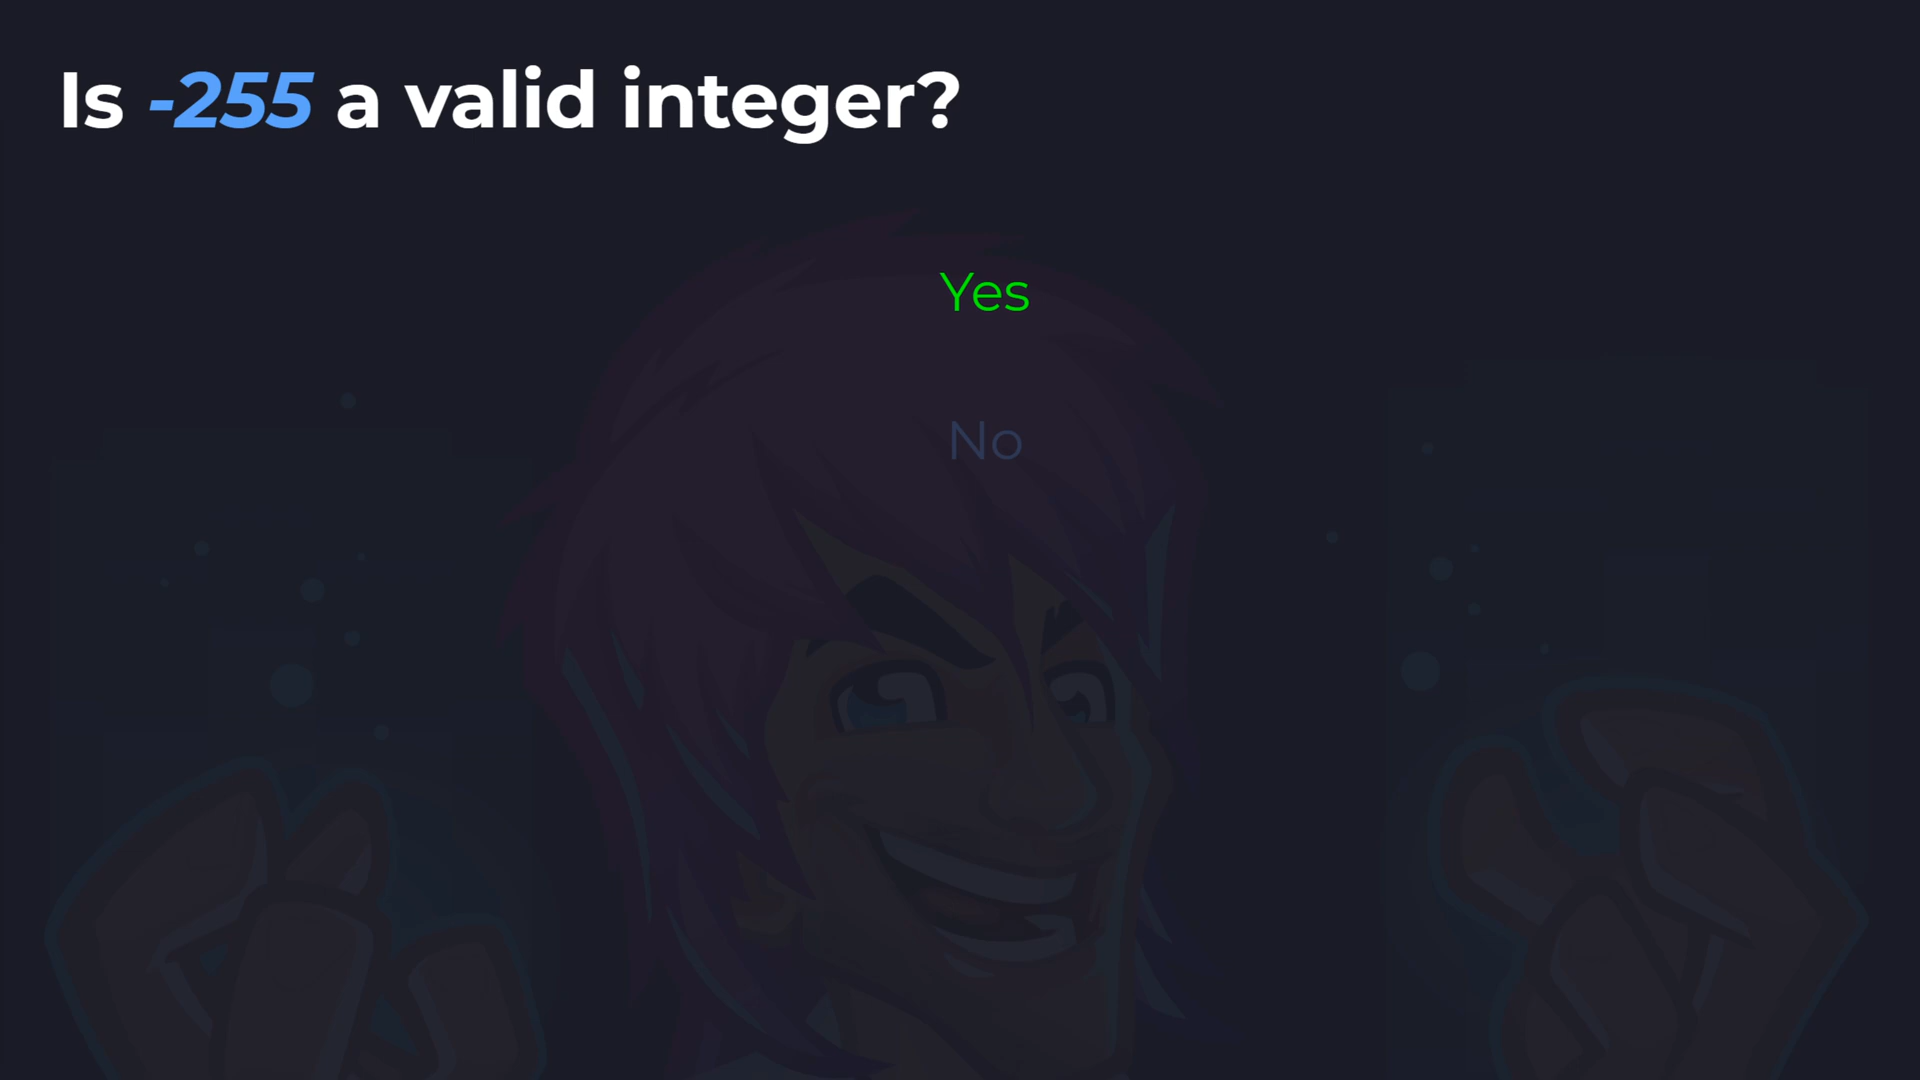 Is -255 a valid integer?
Yes
No